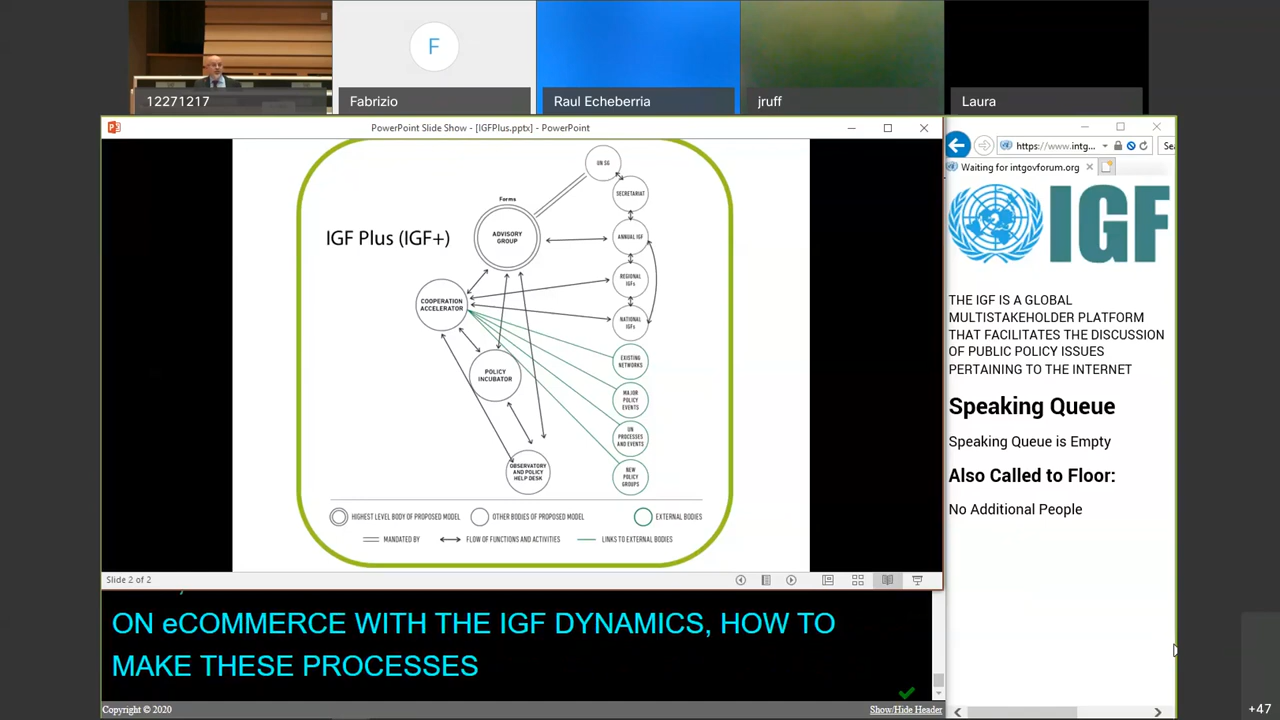 12271217
F
Fabrizio
Raul Echeberria
jruff
Laura
PowerPoint Slide Show - [IGFPlus.pptx] - PowerPoint
IGF Plus (IGF+)
UN SG
SECRETARIAT
Forms
ADVISORY
GROUP
ANNUAL IGF
REGIONAL
IGFs
COOPERATION
ACCELERATOR
NATIONAL
IGFs
EXISTING
NETWORKS
POLICY
INCUBATOR
MAJOR
POLICY
EVENTS
UN
PROCESSES
AND EVENTS
OBSERVATORY
AND POLICY
HELP DESK
NEW
POLICY
GROUPS
HIGHEST LEVEL BODY OF PROPOSED MODEL
OTHER BODIES OF PROPOSED MODEL
EXTERNAL BODIES
MANDATED BY
FLOW OF FUNCTIONS AND ACTIVITIES
LINKS TO EXTERNAL BODIES
Slide 2 of 2
https://www.intg...
Sea
Waiting for intgovforum.org
IGF
THE IGF IS A GLOBAL
MULTISTAKEHOLDER PLATFORM
THAT FACILITATES THE DISCUSSION
OF PUBLIC POLICY ISSUES
PERTAINING TO THE INTERNET
Speaking Queue
Speaking Queue is Empty
Also Called to Floor:
No Additional People
ON eCOMMERCE WITH THE IGF DYNAMICS, HOW TO
MAKE THESE PROCESSES
Copyright © 2020
Show/Hide Header
+47